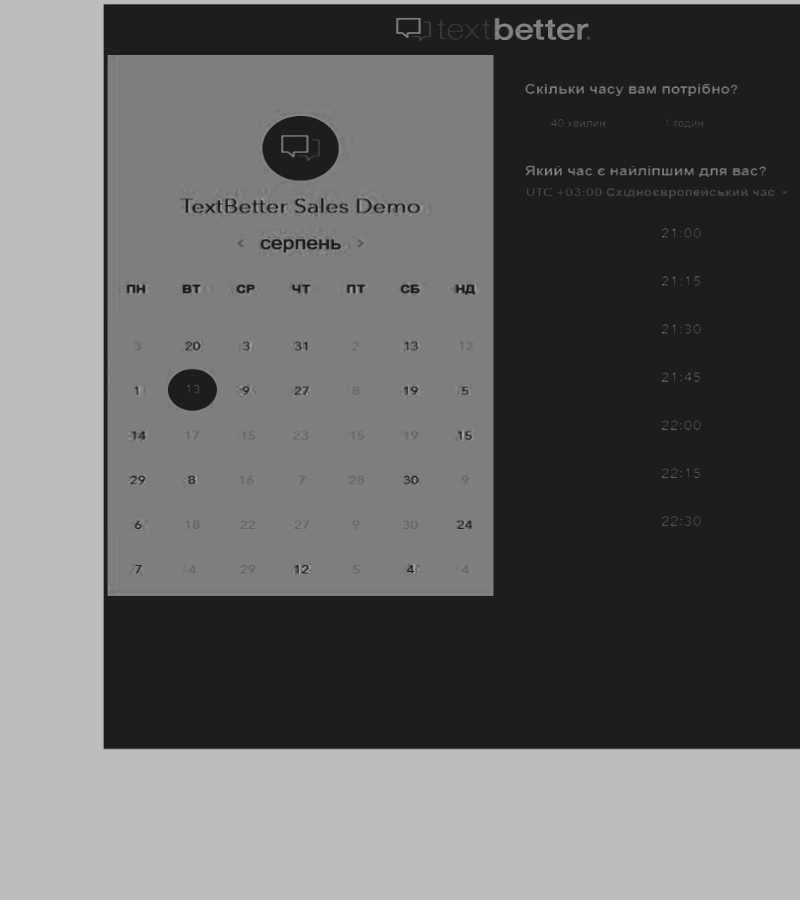 textbetter.
TextBetter Sales Demo
‹ серпень ›
ПН ВТ СР ЧТ ПТ СБ НД
3 20 3 31 2 13 12
1 13 9 27 8 19 5
14 17 15 23 15 19 15
29 8 16 7 28 30 9
6 18 22 27 9 30 24
7 4 29 12 5 4 4
Скільки часу вам потрібно?
40 хвилин 1 годин
Який час є найліпшим для вас?
UTC +03:00 Східноєвропейський час
21:00
21:15
21:30
21:45
22:00
22:15
22:30